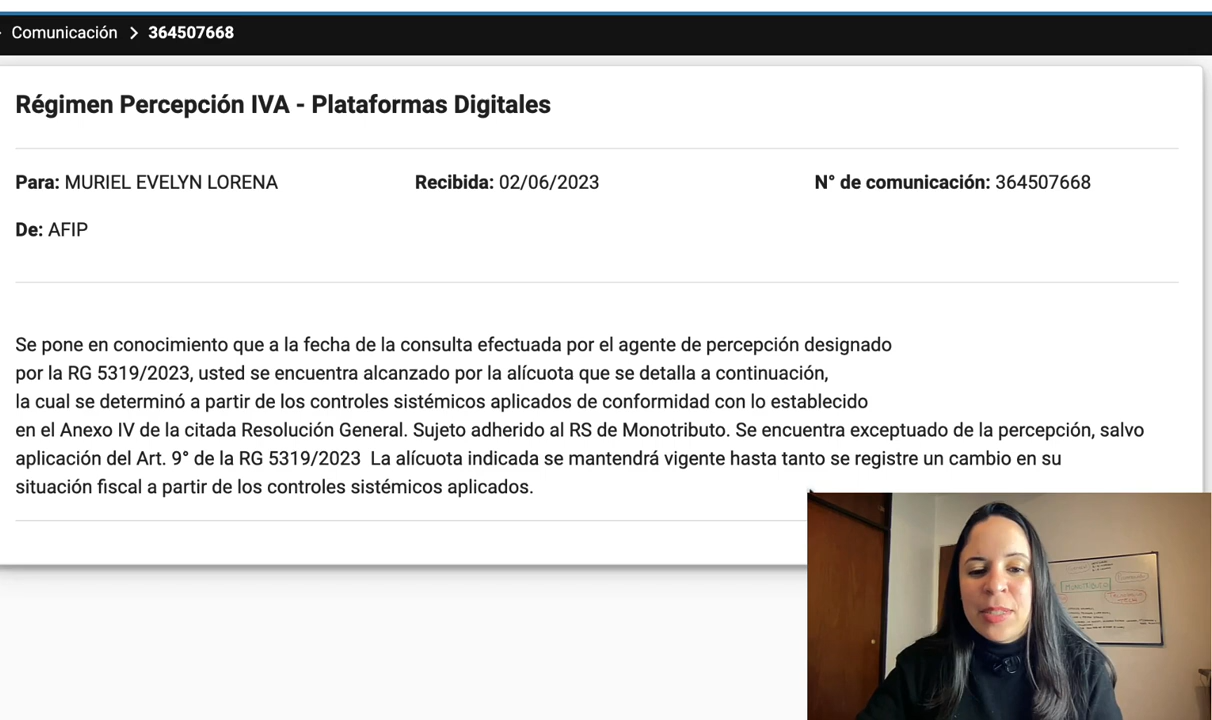 Comunicación > 364507668
Régimen Percepción IVA - Plataformas Digitales
Para: MURIEL EVELYN LORENA Recibida: 02/06/2023 N° de comunicación: 364507668
De: AFIP
Se pone en conocimiento que a la fecha de la consulta efectuada por el agente de percepción designado
por la RG 5319/2023, usted se encuentra alcanzado por la alícuota que se detalla a continuación,
la cual se determinó a partir de los controles sistémicos aplicados de conformidad con lo establecido
en el Anexo IV de la citada Resolución General. Sujeto adherido al RS de Monotributo. Se encuentra exceptuado de la percepción, salvo
aplicación del Art. 9° de la RG 5319/2023 La alícuota indicada se mantendrá vigente hasta tanto se registre un cambio en su
situación fiscal a partir de los controles sistémicos aplicados.